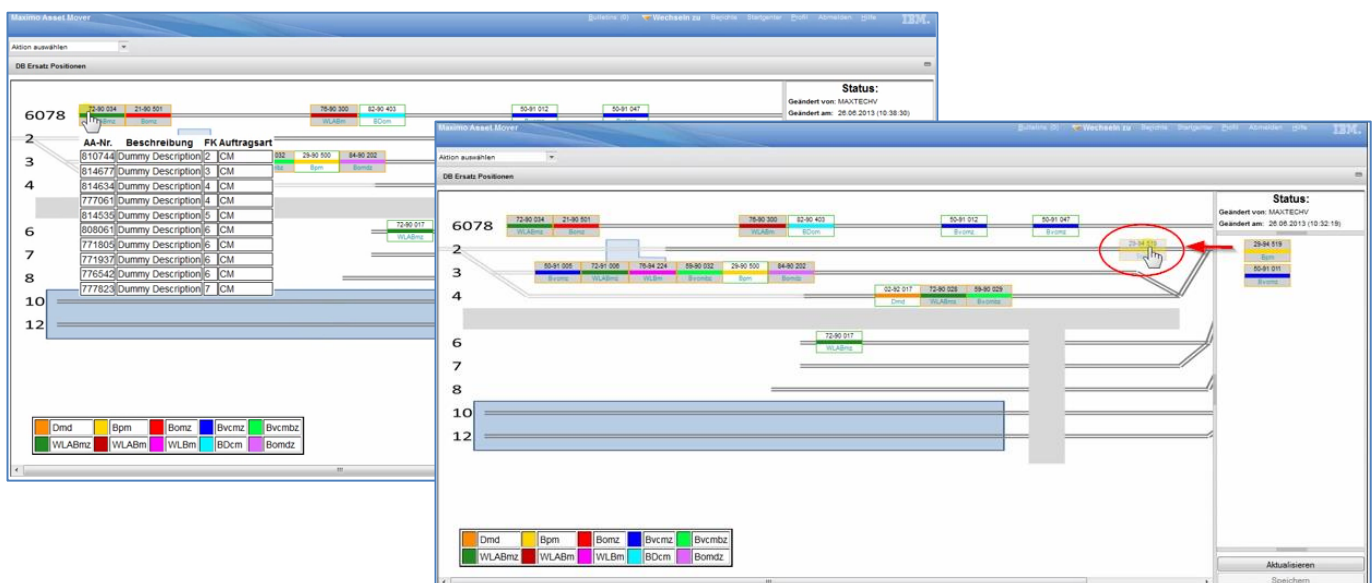 Maximo Asset Mover
Bulletins (0) Wechseln zu Berichte Startcenter Profil Abmelden Hilfe IBM.
Aktion auswählen
DB Ersatz Positionen
Status:
Geändert von: MAXTECHV
Geändert am: 26.06.2013 (10:38:30)
72-90 034 21-90 501 76-90 300 82-90 403 50-91 012 50-91 047
6078
WLABmz Bomz WLABm BDcm
2
AA-Nr. Beschreibung FK Auftragsart
810744 Dummy Description 2 CM
814677 Dummy Description 3 CM
814634 Dummy Description 4 CM
777061 Dummy Description 4 CM
814535 Dummy Description 5 CM
808061 Dummy Description 6 CM
771805 Dummy Description 6 CM
771937 Dummy Description 6 CM
776542 Dummy Description 6 CM
777823 Dummy Description 7 CM
032 29-90 500 84-90 202
3
Bpm Bomdz
4
72-90 017
6
WLABmz
7
8
10
12
Dmd Bpm Bomz Bvcmz Bvcmbz
WLABmz WLABm WLBm BDcm Bomdz
Maximo Asset Mover
Bulletins (0) Wechseln zu Berichte Startcenter Profil Abmelden Hilfe IBM.
Aktion auswählen
DB Ersatz Positionen
Status:
Geändert von: MAXTECHV
Geändert am: 26.06.2013 (10:32:19)
72-90 034 21-90 501 76-90 300 82-90 403 50-91 012 50-91 047
6078
WLABmz Bomz WLABm BDcm Bvcmz Bvcmz
2
29-94 519
Bpm
50-91 011
Bvcmz
50-91 005 72-91 006 76-94 224 59-90 032 29-90 500 84-90 202
3
Bvcmz WLABmz WLBm Bvcmbz Bpm Bomdz
02-92 017 72-90 028 59-90 029
4
Dmd WLABmz Bvcmbz
72-90 017
6
WLABmz
7
8
10
12
Dmd Bpm Bomz Bvcmz Bvcmbz
WLABmz WLABm WLBm BDcm Bomdz
Aktualisieren
Speichern